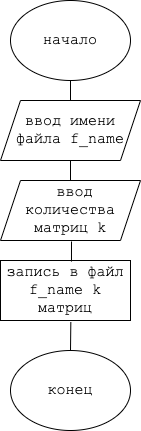 начало
ввод имени
файла f_name
ввод
количества
матриц k
запись в файл
f_name k
матриц
конец